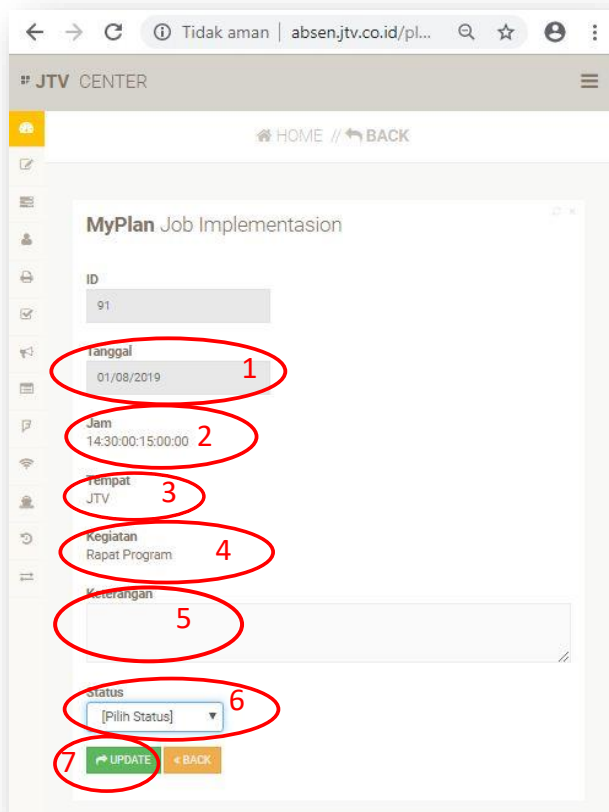 Tidak aman | absen.jtv.co.id/pl...
JTV CENTER
HOME // BACK
MyPlan Job Implementasion
ID
91
Tanggal
01/08/2019
1
Jam
14:30:00:15:00:00
2
Tempat
JTV
3
Kegiatan
Rapat Program
4
Keterangan
5
Status
[Pilih Status]
6
7
UPDATE
« BACK